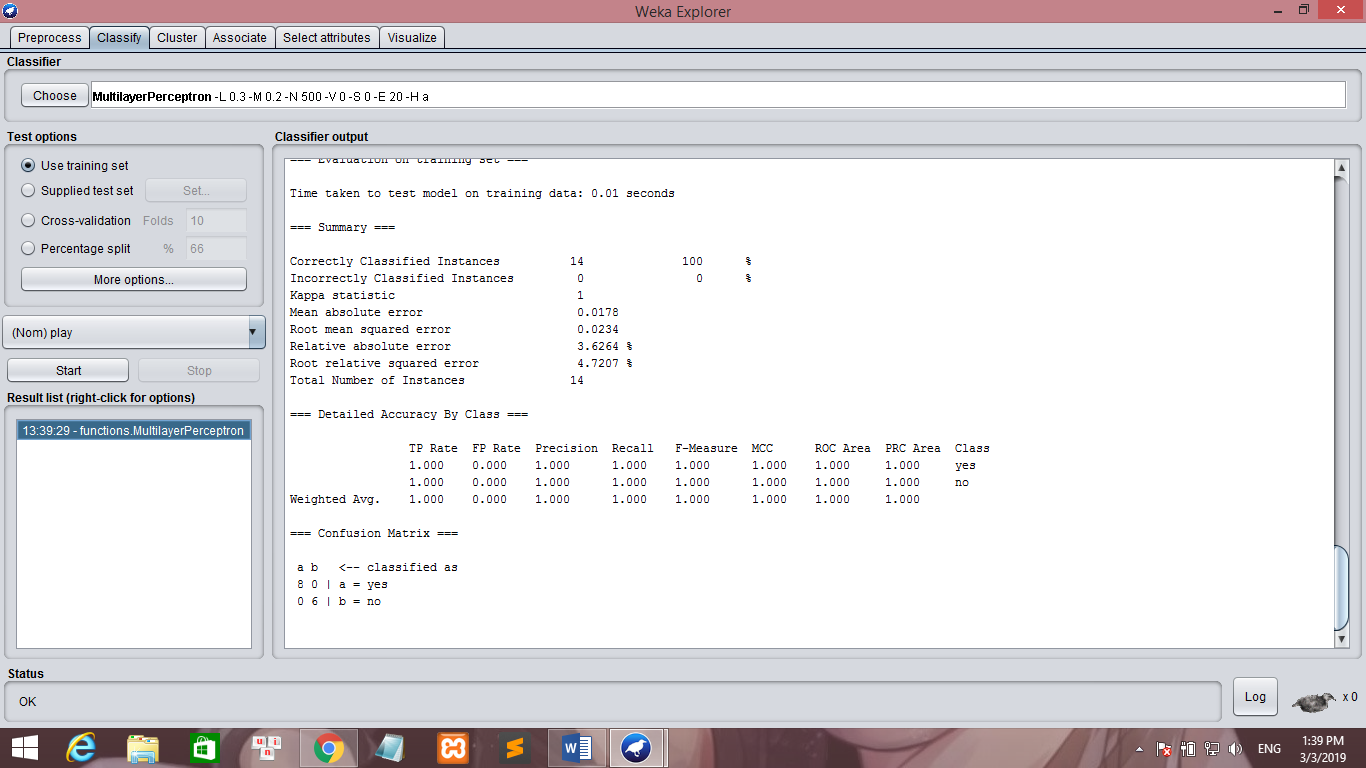 Weka Explorer
Preprocess Classify Cluster Associate Select attributes Visualize
Classifier
Choose MultilayerPerceptron -L 0.3 -M 0.2 -N 500 -V 0 -S 0 -E 20 -H a
Test options
Use training set
Supplied test set Set...
Cross-validation Folds 10
Percentage split % 66
More options...
(Nom) play
Start Stop
Result list (right-click for options)
13:39:29 - functions.MultilayerPerceptron
Classifier output
=== Evaluation on training set ===
Time taken to test model on training data: 0.01 seconds
=== Summary ===
Correctly Classified Instances 14 100 %
Incorrectly Classified Instances 0 0 %
Kappa statistic 1
Mean absolute error 0.0178
Root mean squared error 0.0234
Relative absolute error 3.6264 %
Root relative squared error 4.7207 %
Total Number of Instances 14
=== Detailed Accuracy By Class ===
TP Rate FP Rate Precision Recall F-Measure MCC ROC Area PRC Area Class
1.000 0.000 1.000 1.000 1.000 1.000 1.000 1.000 yes
1.000 0.000 1.000 1.000 1.000 1.000 1.000 1.000 no
Weighted Avg. 1.000 0.000 1.000 1.000 1.000 1.000 1.000 1.000
=== Confusion Matrix ===
a b <-- classified as
8 0 | a = yes
0 6 | b = no
Status
OK
Log x 0
ENG
1:39 PM
3/3/2019